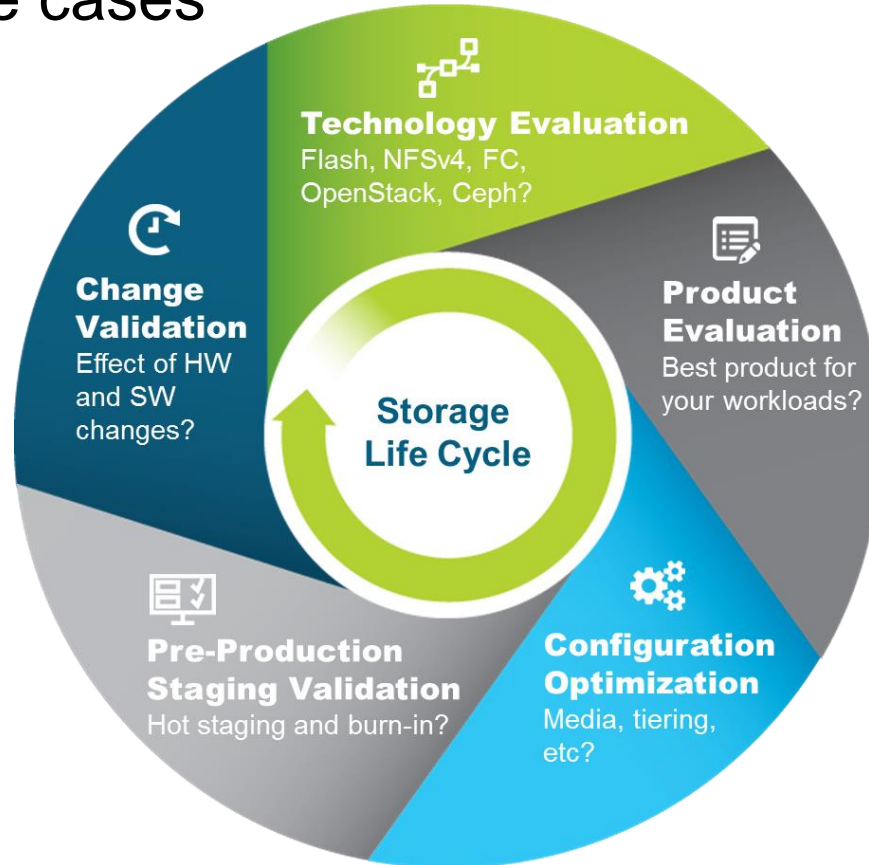 cases
Technology Evaluation
Flash, NFSv4, FC,
OpenStack, Ceph?
Product
Evaluation
Best product for
your workloads?
Configuration
Optimization
Media, tiering,
etc?
Pre-Production
Staging Validation
Hot staging and burn-in?
Change
Validation
Effect of HW
and SW
changes?
Storage
Life Cycle